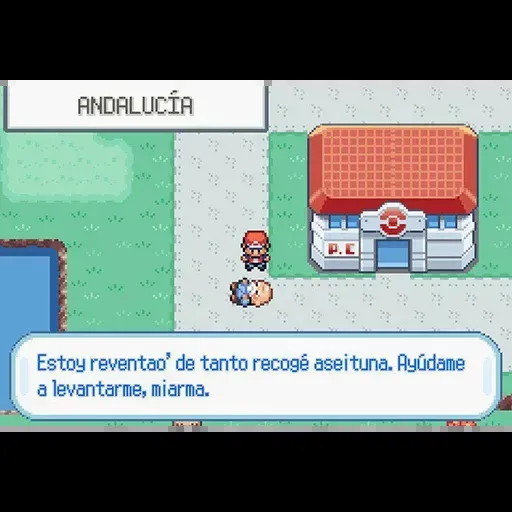 ANDALUCÍA
P.C
Estoy reventao' de tanto recogé aseituna. Ayúdame
a levantarme, miarma.